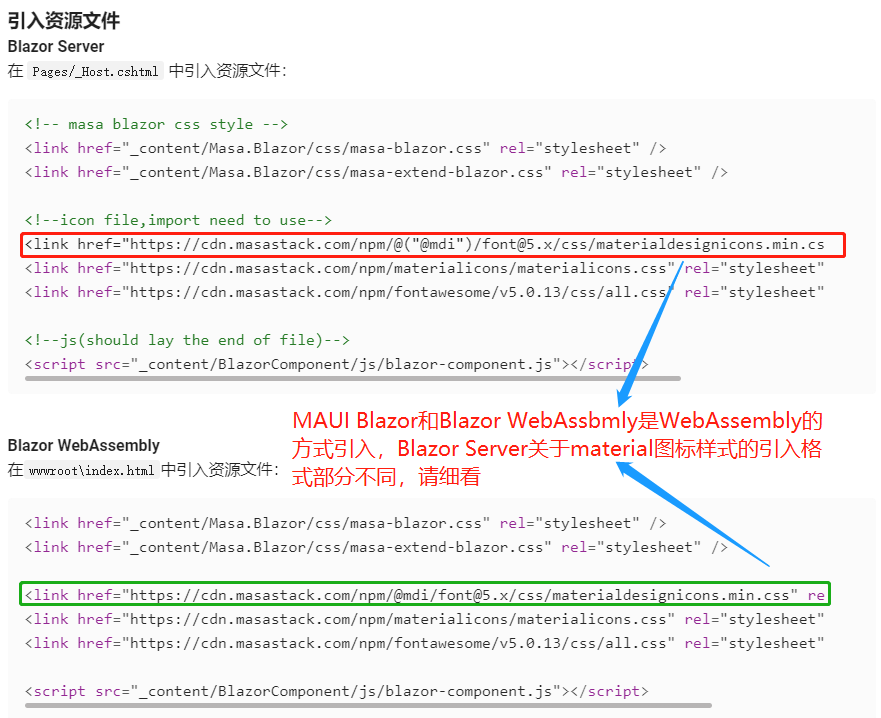 引入资源文件
Blazor Server
在 Pages/_Host.cshtml 中引入资源文件：
<!-- masa blazor css style -->
<link href="_content/Masa.Blazor/css/masa-blazor.css" rel="stylesheet" />
<link href="_content/Masa.Blazor/css/masa-extend-blazor.css" rel="stylesheet" />
<!--icon file,import need to use-->
<link href="https://cdn.masastack.com/npm/@("@mdi")/font@5.x/css/materialdesignicons.min.cs
<link href="https://cdn.masastack.com/npm/materialicons/materialicons.css" rel="stylesheet"
<link href="https://cdn.masastack.com/npm/fontawesome/v5.0.13/css/all.css" rel="stylesheet"
<!--js(should lay the end of file)-->
<script src="_content/BlazorComponent/js/blazor-component.js"></script>
MAUI Blazor和Blazor WebAssbmly是WebAssembly的
方式引入，Blazor Server关于material图标样式的引入格
式部分不同，请细看
Blazor WebAssembly
在 wwwroot\index.html 中引入资源文件：
<link href="_content/Masa.Blazor/css/masa-blazor.css" rel="stylesheet" />
<link href="_content/Masa.Blazor/css/masa-extend-blazor.css" rel="stylesheet" />
<link href="https://cdn.masastack.com/npm/@mdi/font@5.x/css/materialdesignicons.min.css" re
<link href="https://cdn.masastack.com/npm/materialicons/materialicons.css" rel="stylesheet"
<link href="https://cdn.masastack.com/npm/fontawesome/v5.0.13/css/all.css" rel="stylesheet"
<script src="_content/BlazorComponent/js/blazor-component.js"></script>